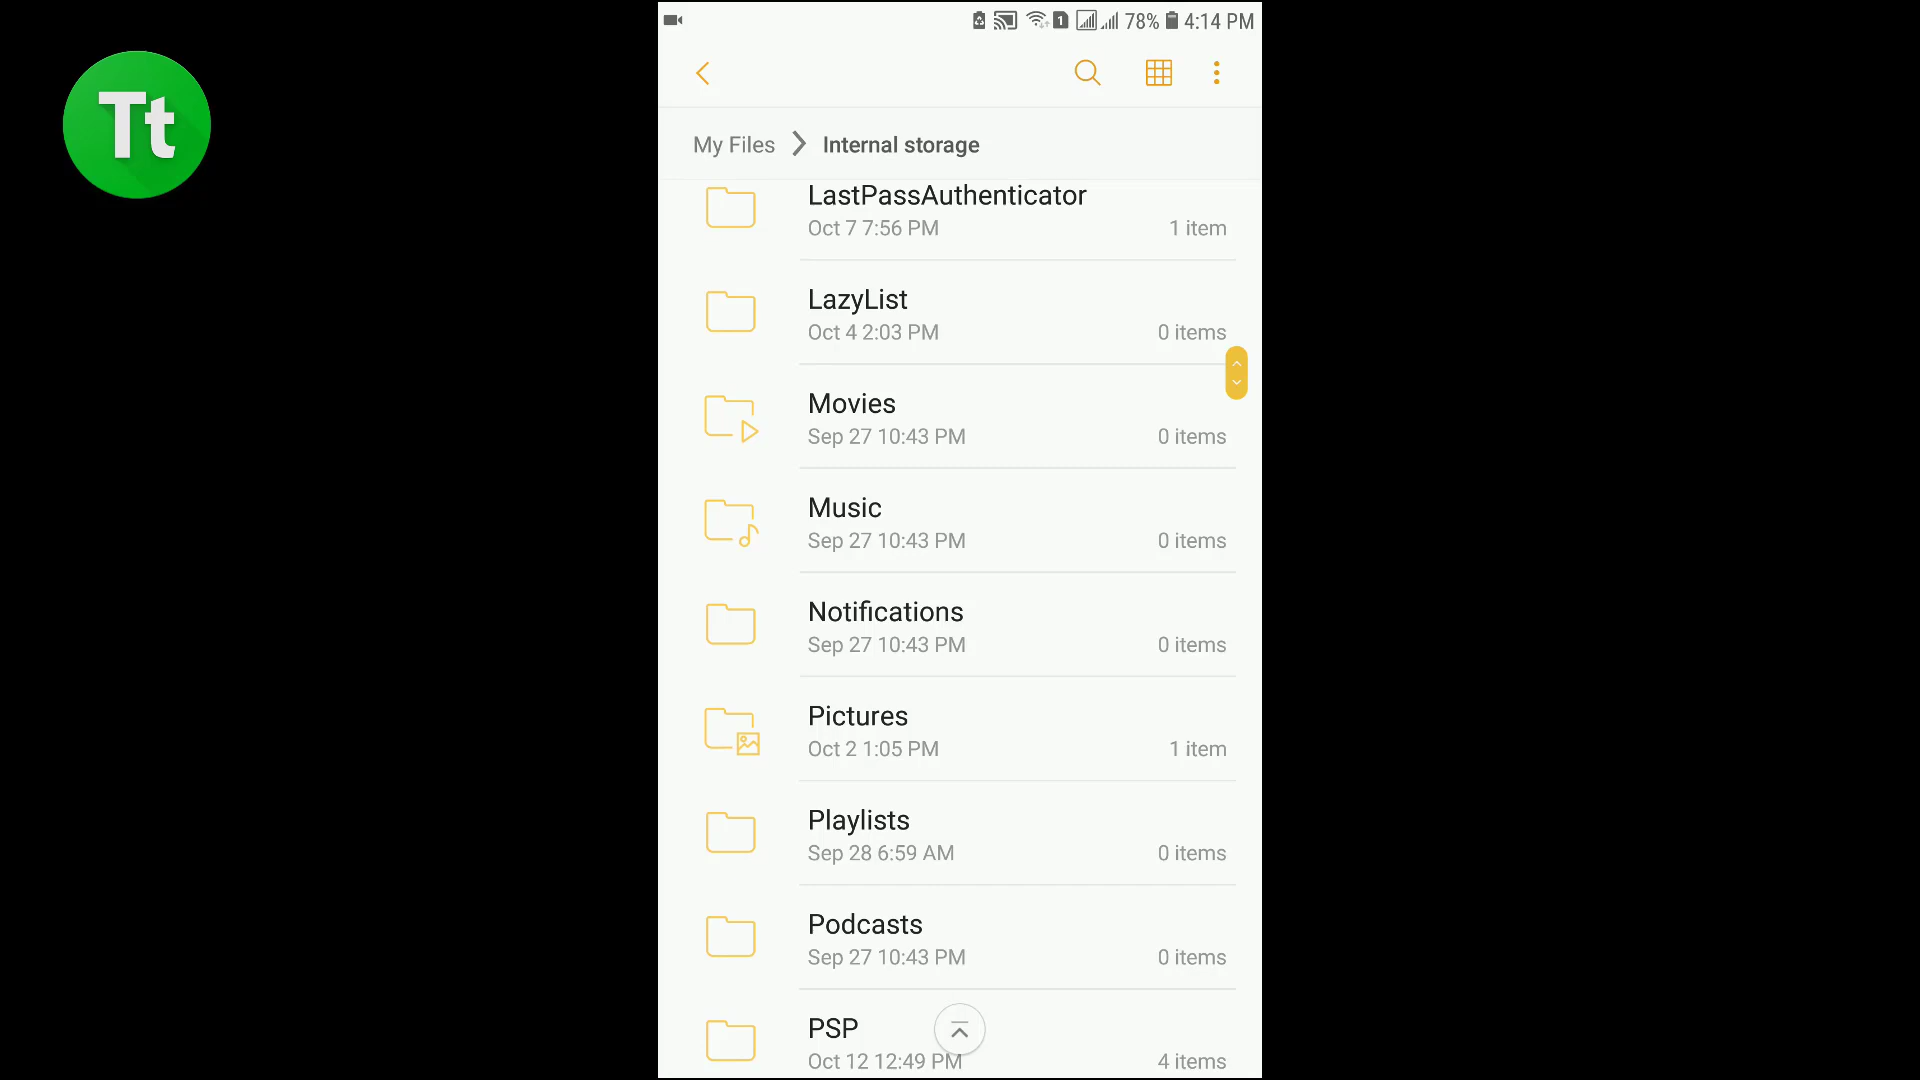 Tt
1 78% 4:14 PM
My Files Internal storage
LastPassAuthenticator
Oct 7 7:56 PM 1 item
LazyList
Oct 4 2:03 PM 0 items
Movies
Sep 27 10:43 PM 0 items
Music
Sep 27 10:43 PM 0 items
Notifications
Sep 27 10:43 PM 0 items
Pictures
Oct 2 1:05 PM 1 item
Playlists
Sep 28 6:59 AM 0 items
Podcasts
Sep 27 10:43 PM 0 items
PSP
Oct 12 12:49 PM 4 items